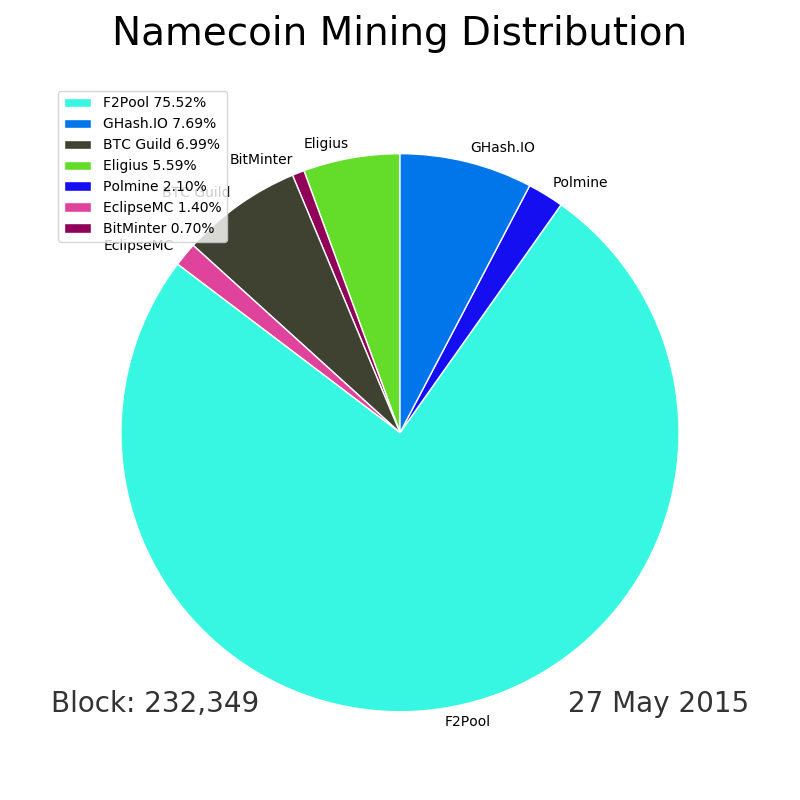 Namecoin Mining Distribution
F2Pool 75.52%
GHash.IO 7.69%
BTC Guild 6.99%
Eligius 5.59%
Polmine 2.10%
EclipseMC 1.40%
BitMinter 0.70%
Eligius
GHash.IO
BitMinter
Polmine
BTC Guild
EclipseMC
Block: 232,349
27 May 2015
F2Pool